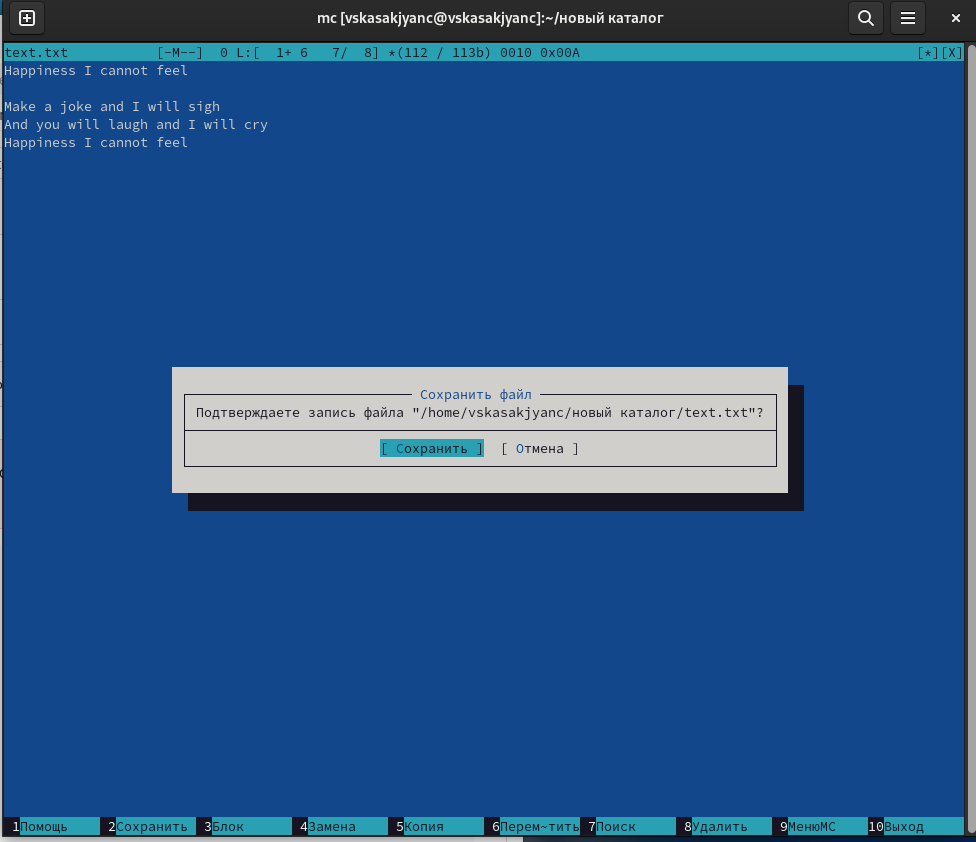 mc [vskasakjyanc@vskasakjyanc]:~/новый каталог
text.txt [-M--] 0 L:[ 1+ 6 7/ 8] *(112 / 113b) 0010 0x00A [*][X]
Happiness I cannot feel
Make a joke and I will sigh
And you will laugh and I will cry
Happiness I cannot feel
Сохранить файл
Подтверждаете запись файла "/home/vskasakjyanc/новый каталог/text.txt"?
[ Сохранить ] [ Отмена ]
1Помощь 2Сохранить 3Блок 4Замена 5Копия 6Перем~тить 7Поиск 8Удалить 9МенюMC 10Выход